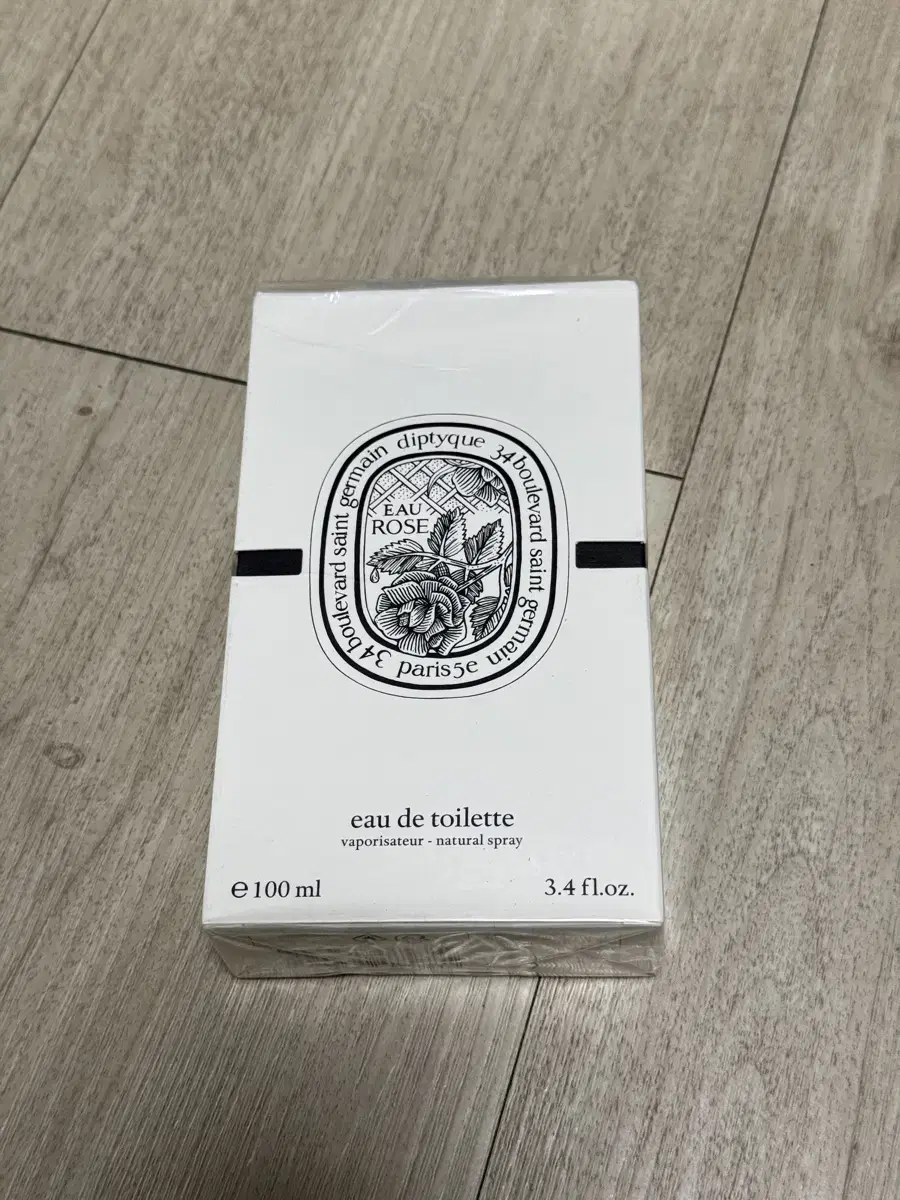 diptyque 34 boulevard saint germain paris 5e 34 boulevard saint germain
EAU
ROSE
eau de toilette
vaporisateur - natural spray
e 100 ml
3.4 fl.oz.